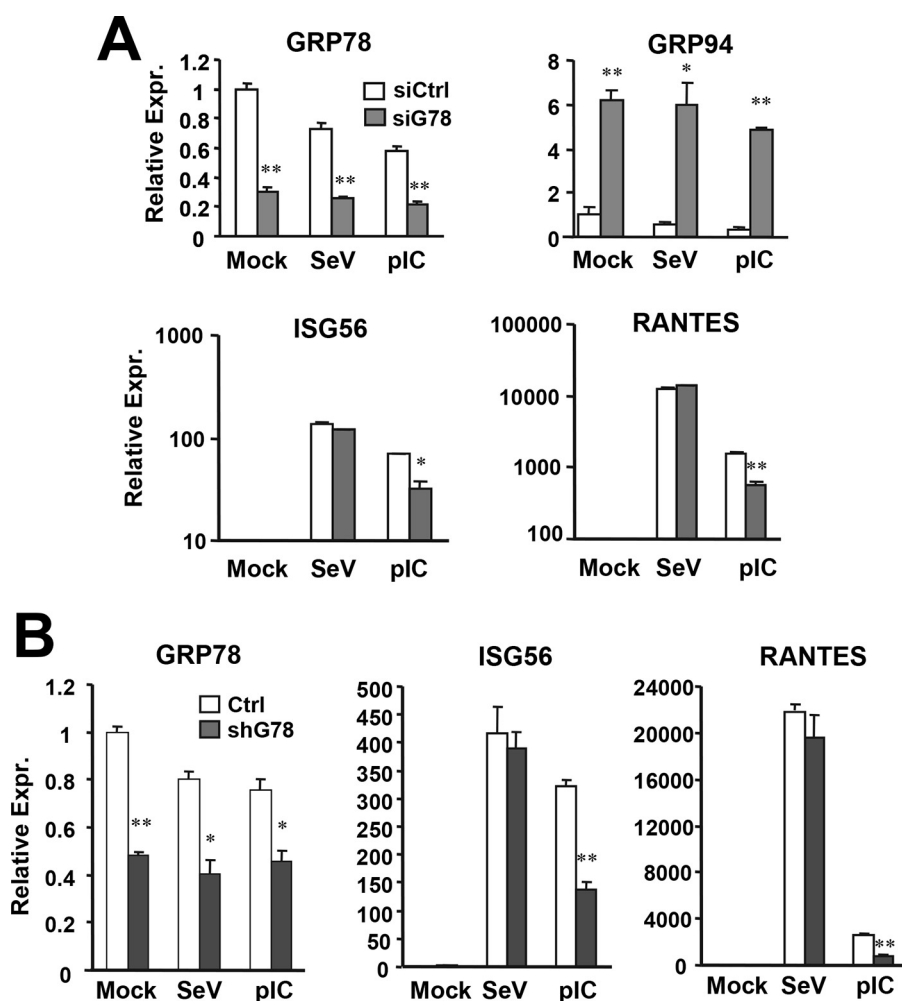 A
GRP78
Relative Expr.
1.2
1
0.8
0.6
0.4
0.2
0
siCtrl
siG78
**
**
**
Mock SeV pIC
GRP94
8
6
4
2
0
**
*
**
Mock SeV pIC
ISG56
Relative Expr.
1000
100
10
*
Mock SeV pIC
RANTES
100000
10000
1000
100
**
Mock SeV pIC
B
GRP78
Relative Expr.
1.2
1
0.8
0.6
0.4
0.2
0
Ctrl
shG78
**
*
*
Mock SeV pIC
ISG56
500
450
400
350
300
250
200
150
100
50
0
**
Mock SeV pIC
RANTES
24000
20000
16000
12000
8000
4000
0
**
Mock SeV pIC